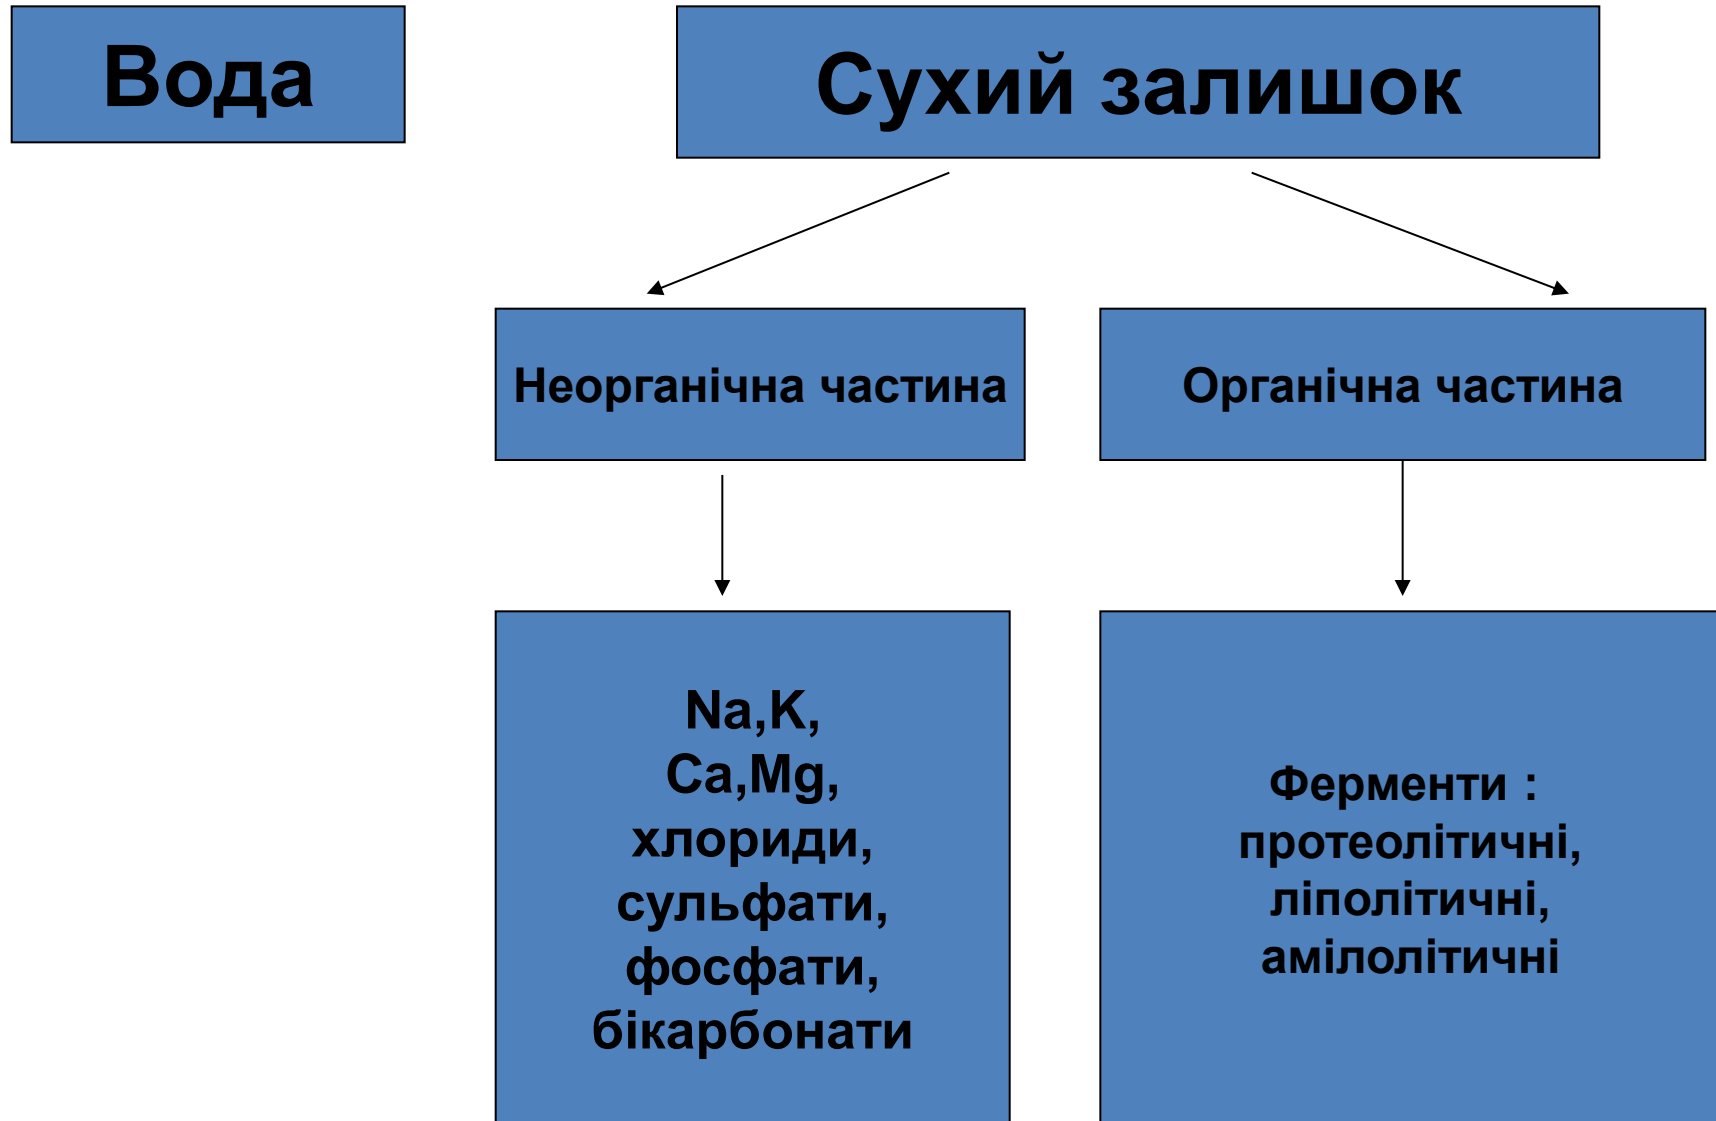 Вода
Сухий залишок
Неорганічна частина
Органічна частина
Na,K,
Ca,Mg,
хлориди,
сульфати,
фосфати,
бікарбонати
Ферменти :
протеолітичні,
ліполітичні,
амілолітичні